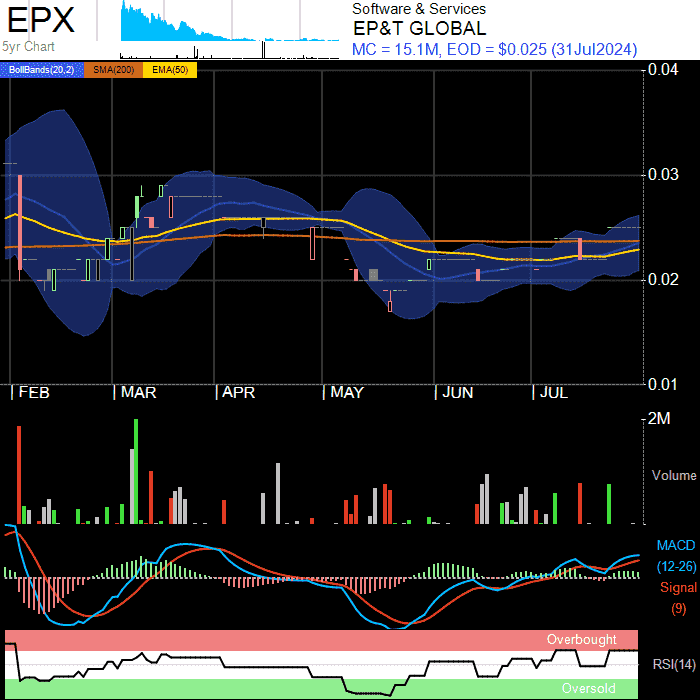 EPX
5yr Chart
Software & Services
EP&T GLOBAL
MC = 15.1M, EOD = $0.025 (31Jul2024)
BollBands(20,2) SMA(200) EMA(50)
0.04
0.03
0.02
0.01
FEB MAR APR MAY JUN JUL
2M
Volume
MACD
(12-26)
Signal
(9)
Overbought
RSI(14)
Oversold